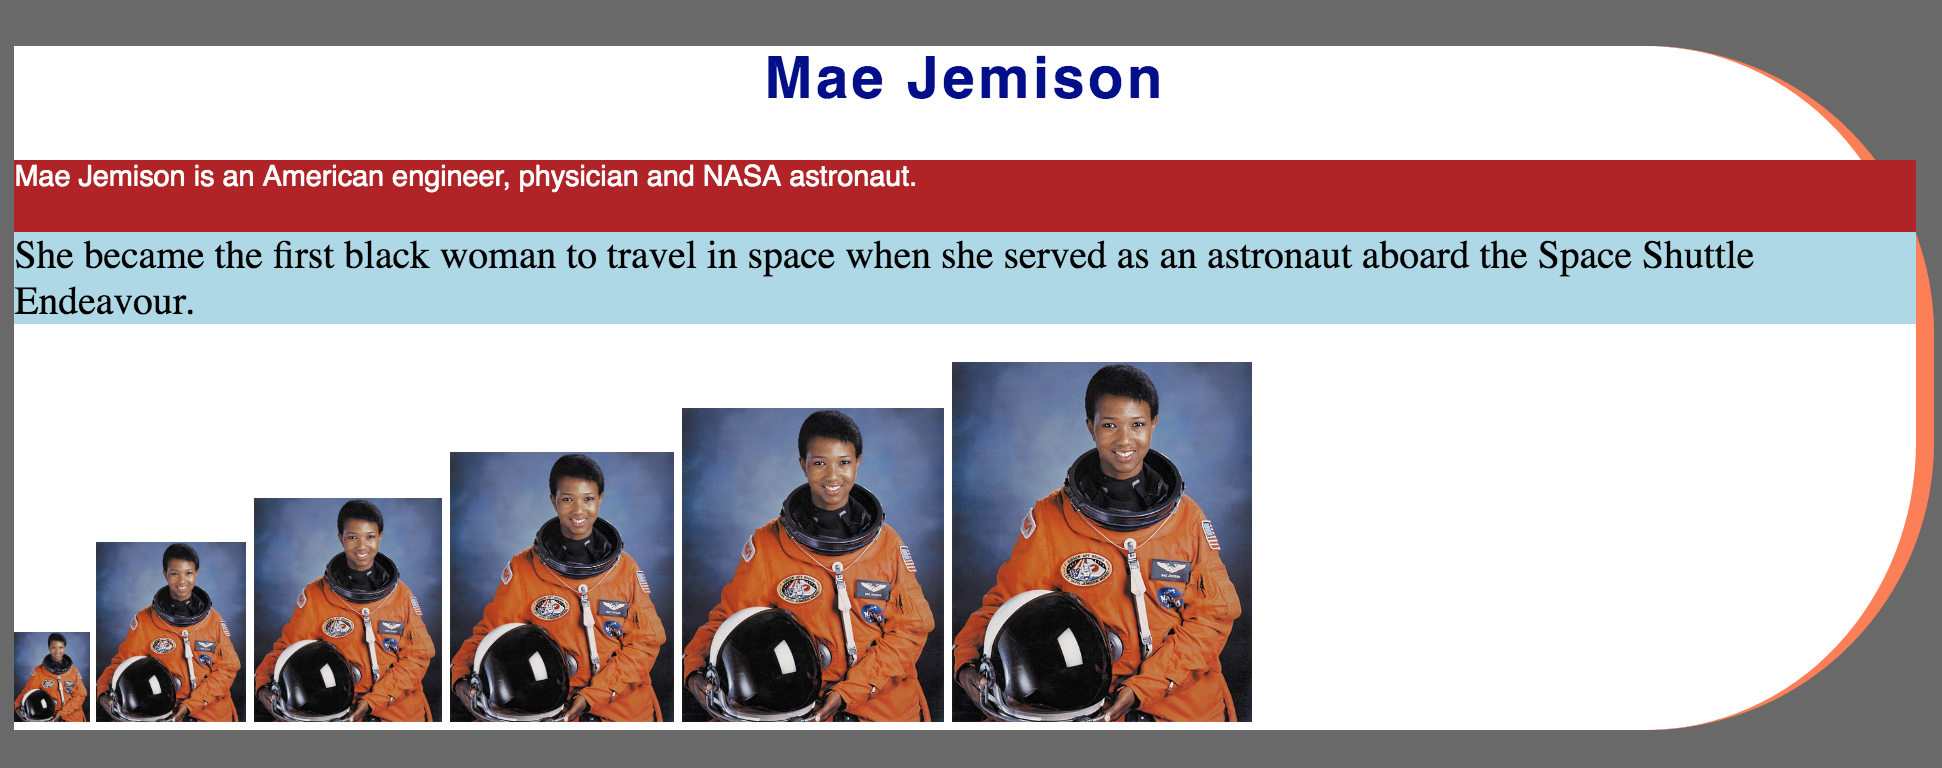 Mae Jemison
Mae Jemison is an American engineer, physician and NASA astronaut.
She became the first black woman to travel in space when she served as an astronaut aboard the Space Shuttle
Endeavour.